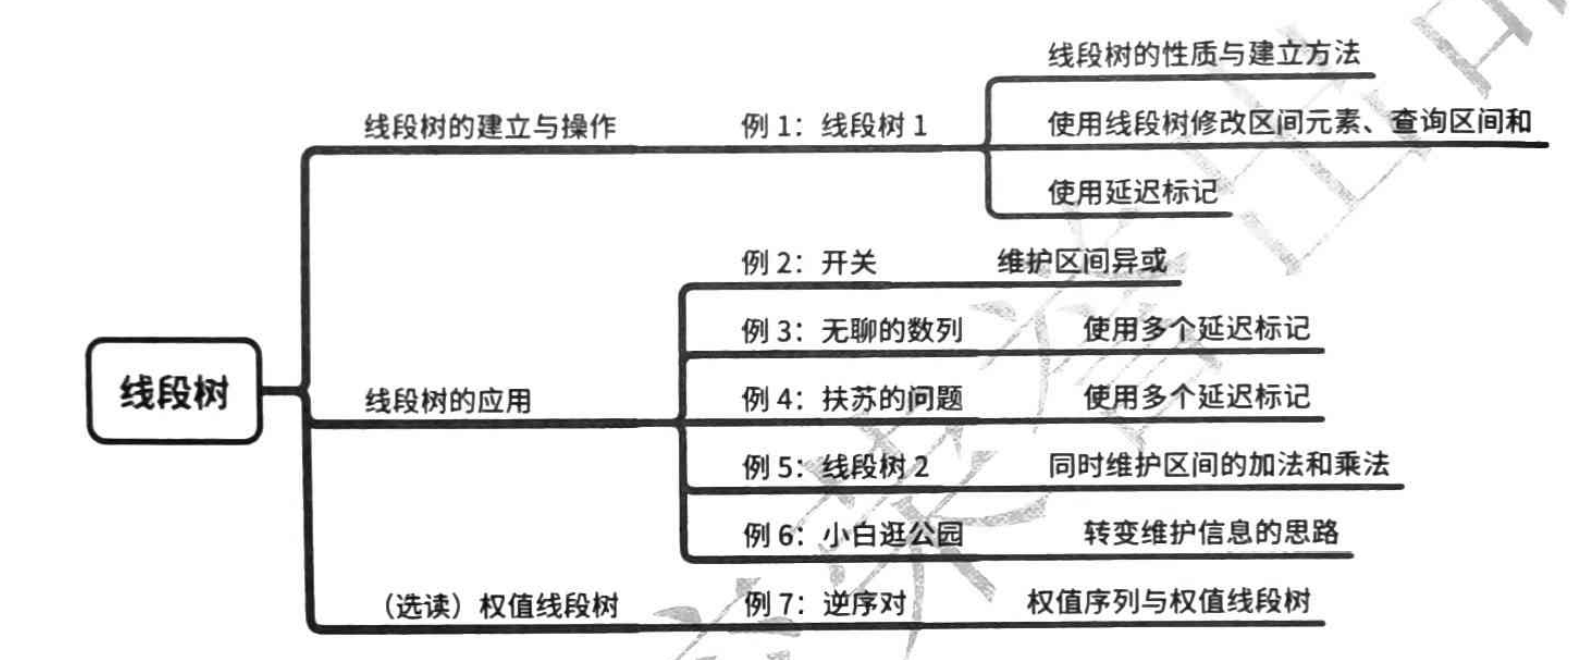 线段树的性质与建立方法
线段树的建立与操作 例 1：线段树 1 使用线段树修改区间元素、查询区间和
使用延迟标记
例 2：开关 维护区间异或
例 3：无聊的数列 使用多个延迟标记
线段树
线段树的应用 例 4：扶苏的问题 使用多个延迟标记
例 5：线段树 2 同时维护区间的加法和乘法
例 6：小白逛公园 转变维护信息的思路
（选读）权值线段树 例 7：逆序对 权值序列与权值线段树